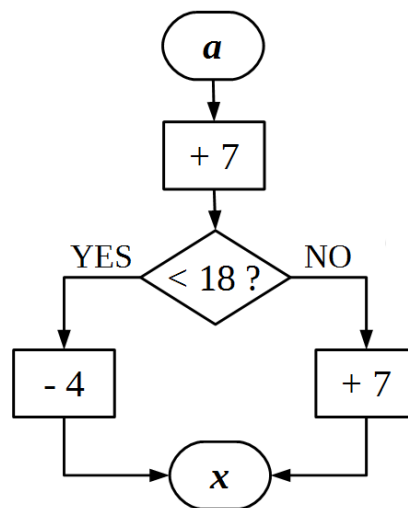 a
+ 7
YES
< 18 ?
NO
- 4
+ 7
x